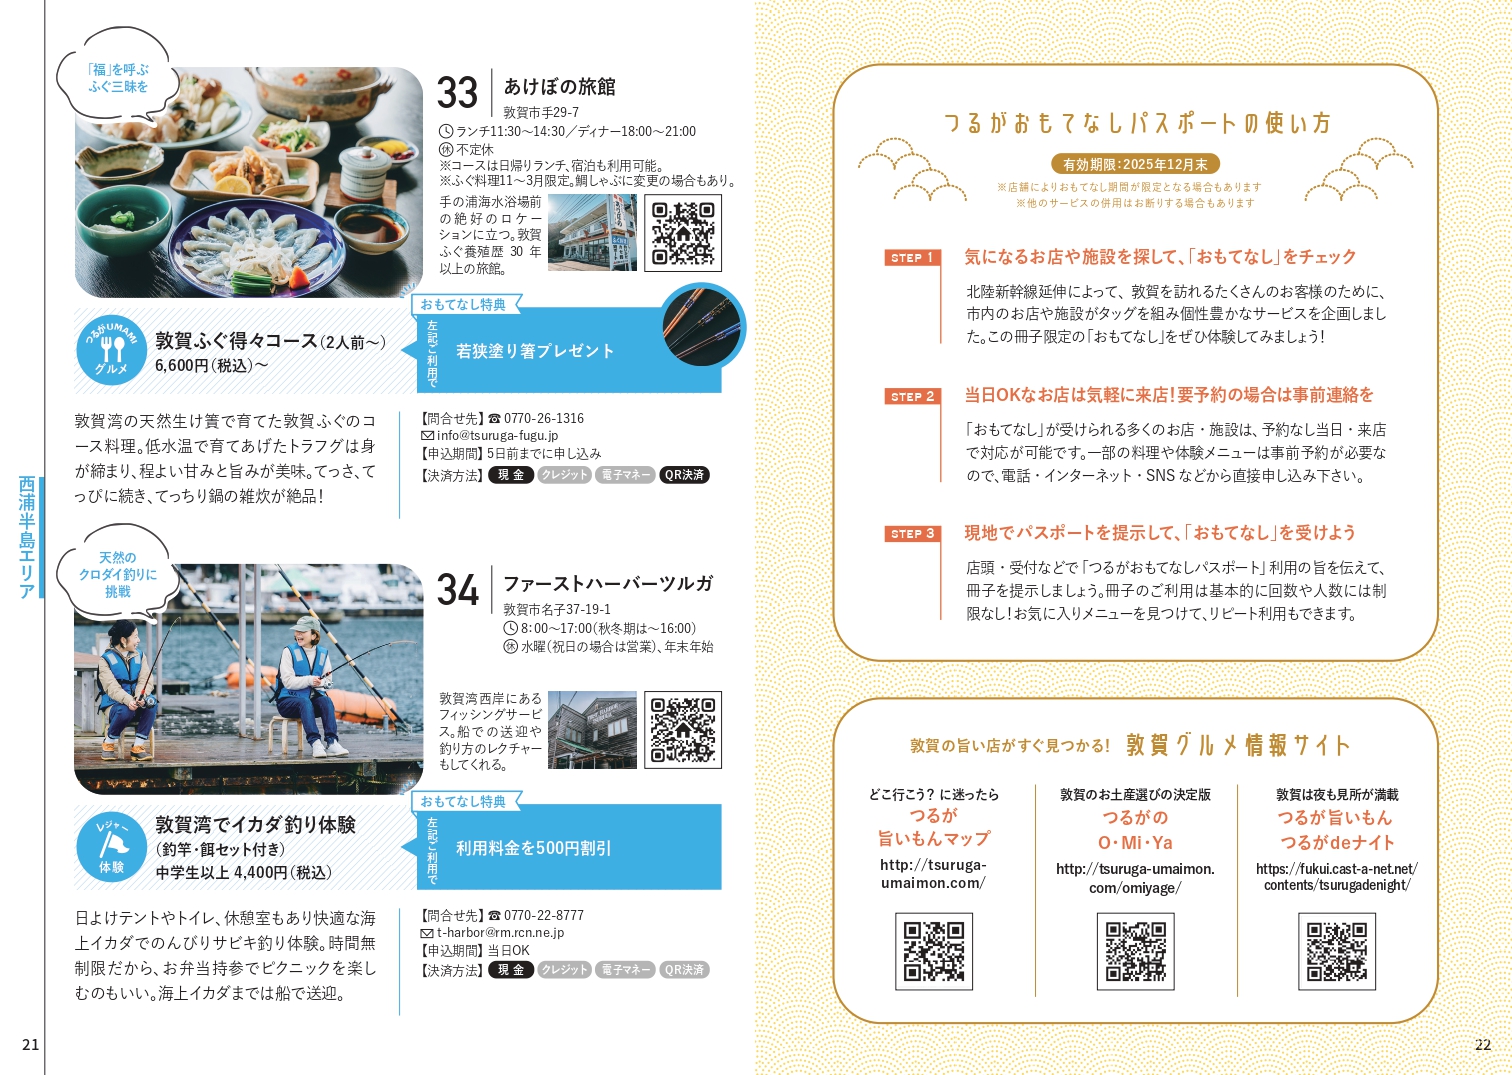 「福」を呼ぶ
ふぐ三昧を
33
あけぼの旅館
敦賀市手29-7
ランチ11:30〜14:30／ディナー18:00〜21:00
休 不定休
※コースは日帰りランチ、宿泊も利用可能。
※ふぐ料理11〜3月限定。鯛しゃぶに変更の場合もあり。
手の浦海水浴場前
の絶好のロケー
ションに立つ。敦賀
ふぐ養殖歴 30 年
以上の旅館。
つるがUMAMI
グルメ
敦賀ふぐ得々コース（2人前〜）
6,600円（税込）〜
おもてなし特典
左記ご利用で
若狭塗り箸プレゼント
敦賀湾の天然生け簀で育てた敦賀ふぐのコ
ース料理。低水温で育てあげたトラフグは身
が締まり、程よい甘みと旨みが美味。てっさ、て
っぴに続き、てっちり鍋の雑炊が絶品！
【問合せ先】☎ 0770-26-1316
info@tsuruga-fugu.jp
【申込期間】5日前までに申し込み
【決済方法】現金 クレジット 電子マネー QR決済
西浦半島エリア
天然の
クロダイ釣りに
挑戦
34
ファーストハーバーツルガ
敦賀市名子37-19-1
8：00〜17:00（秋冬期は〜16:00）
休 水曜（祝日の場合は営業）、年末年始
敦賀湾西岸にある
フィッシングサービ
ス。船での送迎や
釣り方のレクチャー
もしてくれる。
レジャー
体験
敦賀湾でイカダ釣り体験
（釣竿・餌セット付き）
中学生以上 4,400円（税込）
おもてなし特典
左記ご利用で
利用料金を500円割引
日よけテントやトイレ、休憩室もあり快適な海
上イカダでのんびりサビキ釣り体験。時間無
制限だから、お弁当持参でピクニックを楽し
むのもいい。海上イカダまでは船で送迎。
【問合せ先】☎ 0770-22-8777
t-harbor@rm.rcn.ne.jp
【申込期間】当日OK
【決済方法】現金 クレジット 電子マネー QR決済
21
つるがおもてなしパスポートの使い方
有効期限：2025年12月末
※店舗によりおもてなし期間が限定となる場合もあります
※他のサービスの併用はお断りする場合もあります
STEP 1
気になるお店や施設を探して、「おもてなし」をチェック
北陸新幹線延伸によって、敦賀を訪れるたくさんのお客様のために、
市内のお店や施設がタッグを組み個性豊かなサービスを企画しまし
た。この冊子限定の「おもてなし」をぜひ体験してみましょう！
STEP 2
当日OKなお店は気軽に来店！要予約の場合は事前連絡を
「おもてなし」が受けられる多くのお店・施設は、予約なし当日・来店
で対応が可能です。一部の料理や体験メニューは事前予約が必要な
ので、電話・インターネット・SNS などから直接申し込み下さい。
STEP 3
現地でパスポートを提示して、「おもてなし」を受けよう
店頭・受付などで「つるがおもてなしパスポート」利用の旨を伝えて、
冊子を提示しましょう。冊子のご利用は基本的に回数や人数には制
限なし！お気に入りメニューを見つけて、リピート利用もできます。
敦賀の旨い店がすぐ見つかる！ 敦賀グルメ情報サイト
どこ行こう？ に迷ったら
つるが
旨いもんマップ
http://tsuruga-
umaimon.com/
敦賀のお土産選びの決定版
つるがの
O・Mi・Ya
http://tsuruga-umaimon.
com/omiyage/
敦賀は夜も見所が満載
つるが旨いもん
つるがdeナイト
https://fukui.cast-a-net.net/
contents/tsurugadenight/
22